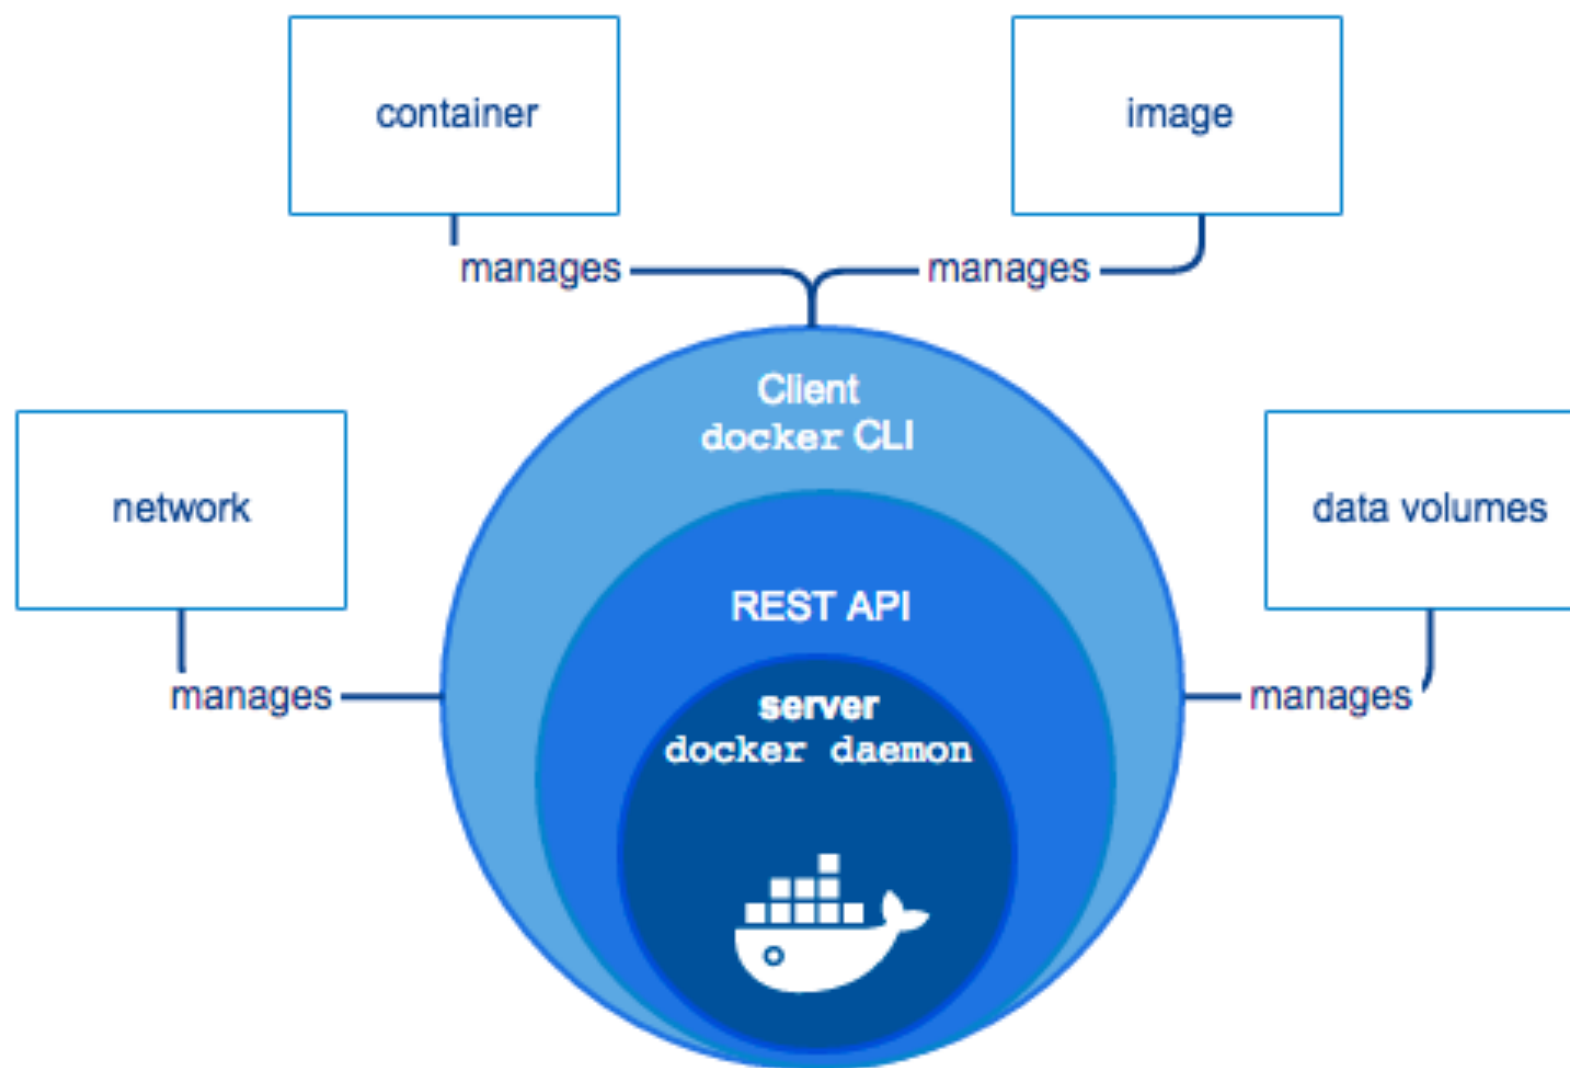 container
image
manages
manages
Client
docker CLI
network
data volumes
REST API
manages
server
docker daemon
manages